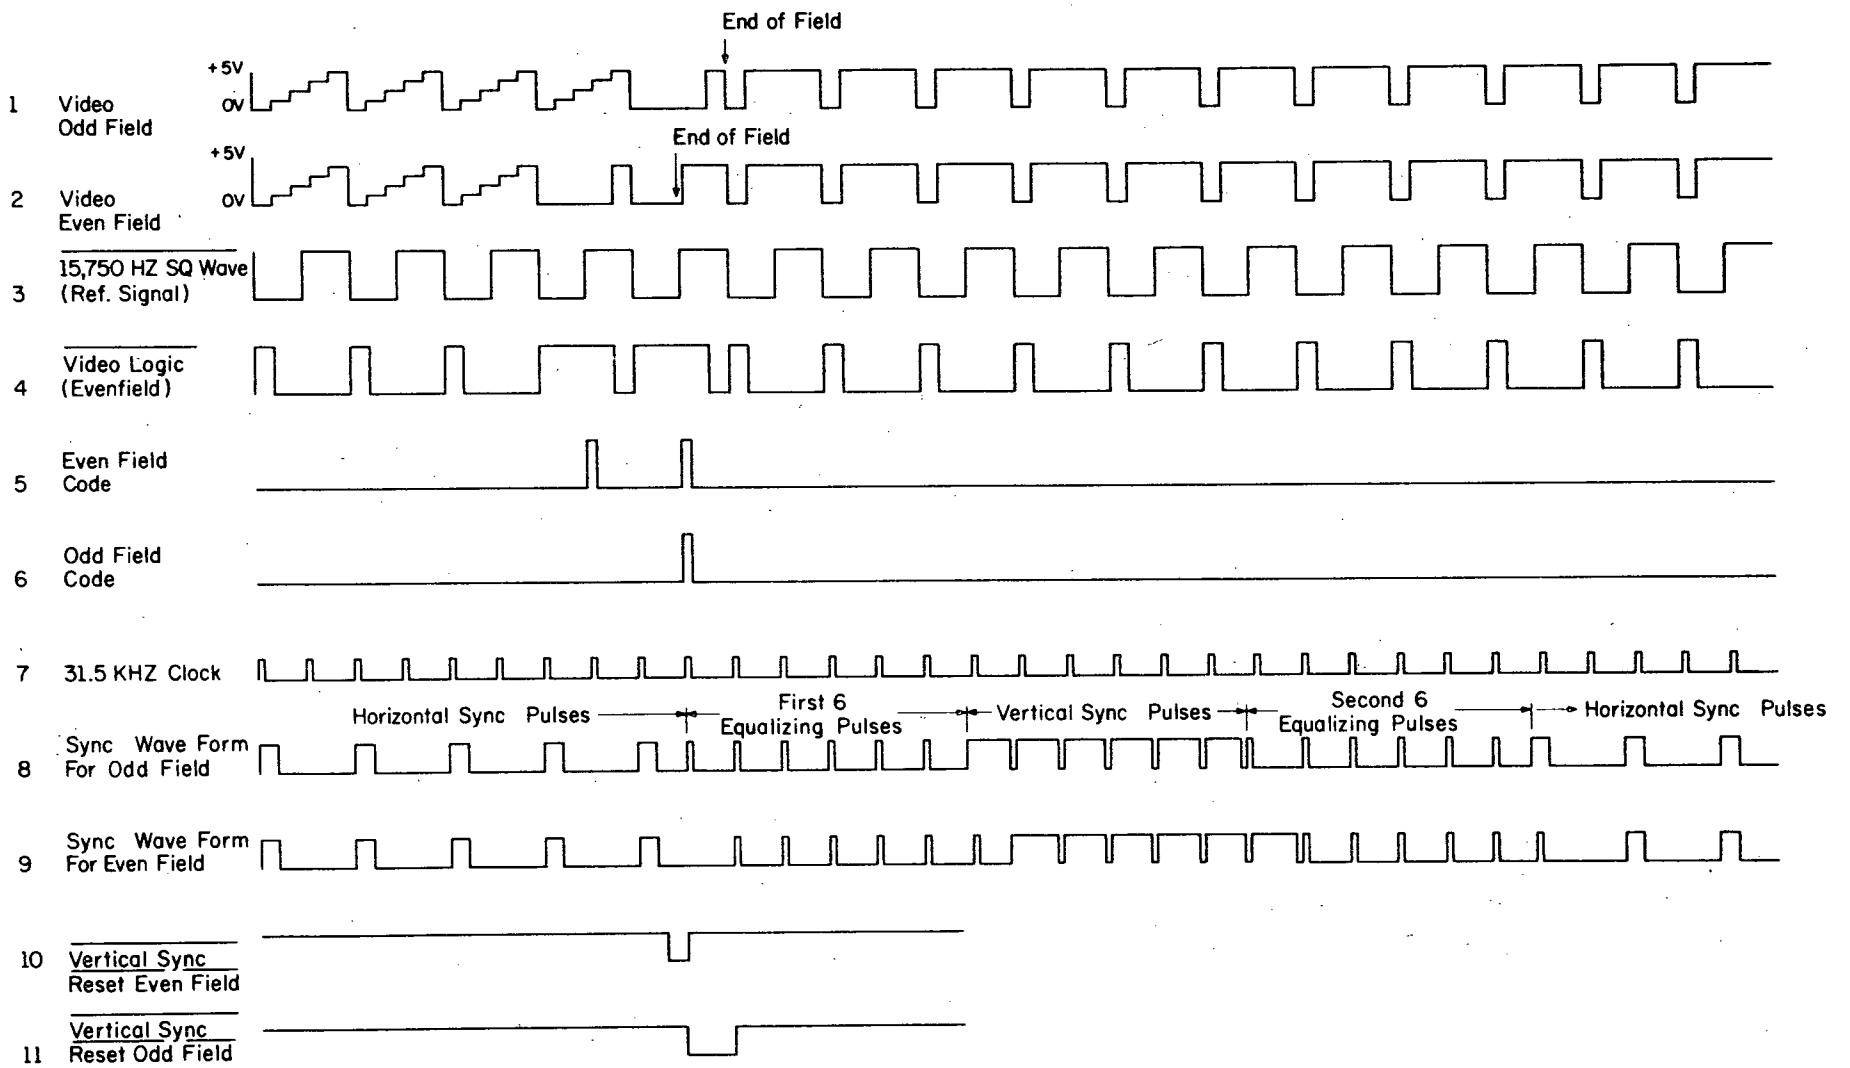 End of Field
+5V
1 Video
OV
Odd Field
End of Field
+5V
2 Video
OV
Even Field
15,750 HZ SQ Wave
3 (Ref. Signal)
Video Logic
4 (Evenfield)
Even Field
5 Code
Odd Field
6 Code
7 31.5 KHZ Clock
Horizontal Sync Pulses
First 6
Equalizing Pulses
Vertical Sync Pulses
Second 6
Equalizing Pulses
Horizontal Sync Pulses
Sync Wave Form
8 For Odd Field
Sync Wave Form
9 For Even Field
10 Vertical Sync
Reset Even Field
Vertical Sync
11 Reset Odd Field